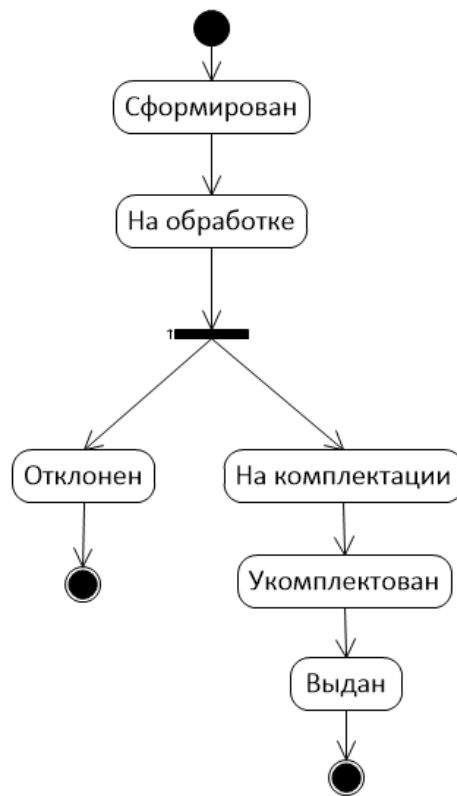 Сформирован
На обработке
Отклонен
На комплектации
Укомплектован
Выдан